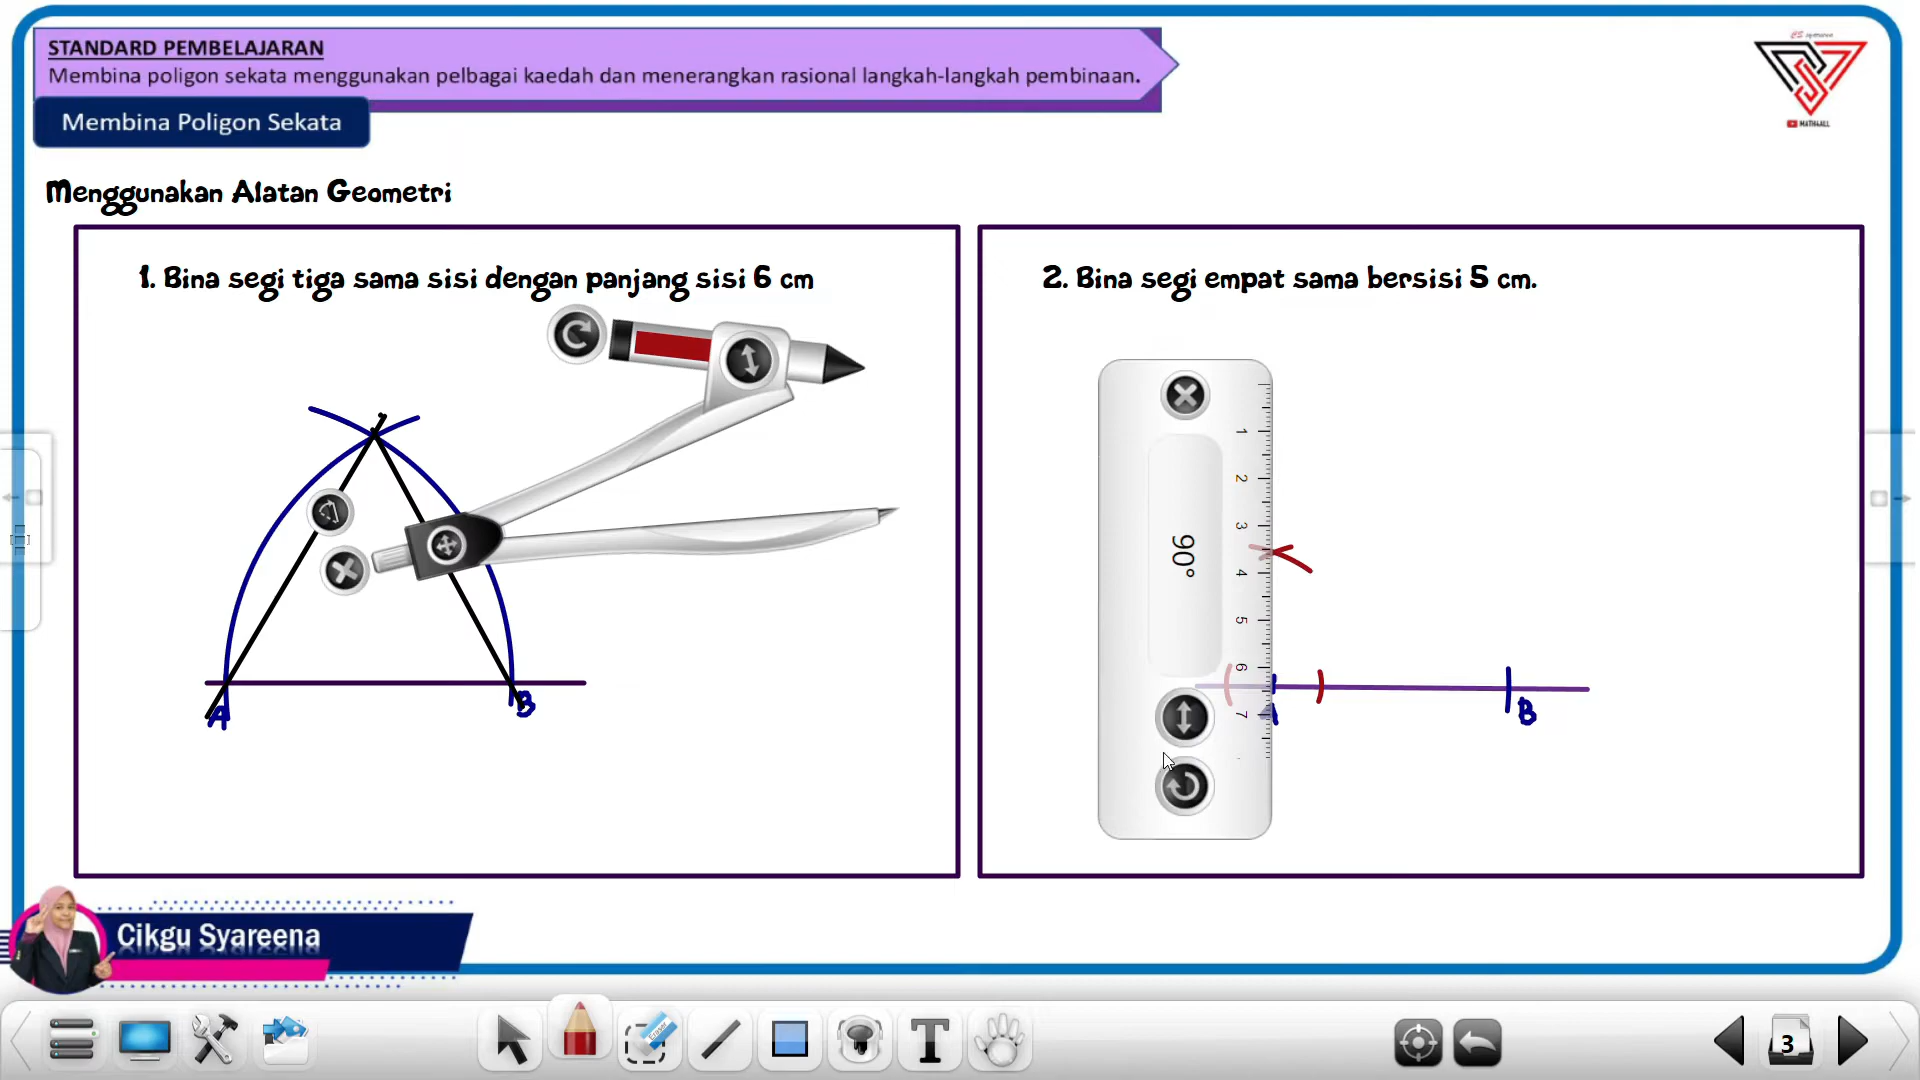 STANDARD PEMBELAJARAN
Membina poligon sekata menggunakan pelbagai kaedah dan menerangkan rasional langkah-langkah pembinaan.
Membina Poligon Sekata
MATH4ALL
Menggunakan Alatan Geometri
1. Bina segi tiga sama sisi dengan panjang sisi 6 cm
A
B
2. Bina segi empat sama bersisi 5 cm.
1
2
3
4
5
6
7
90°
B
Cikgu Syareena
Eraser
T
3